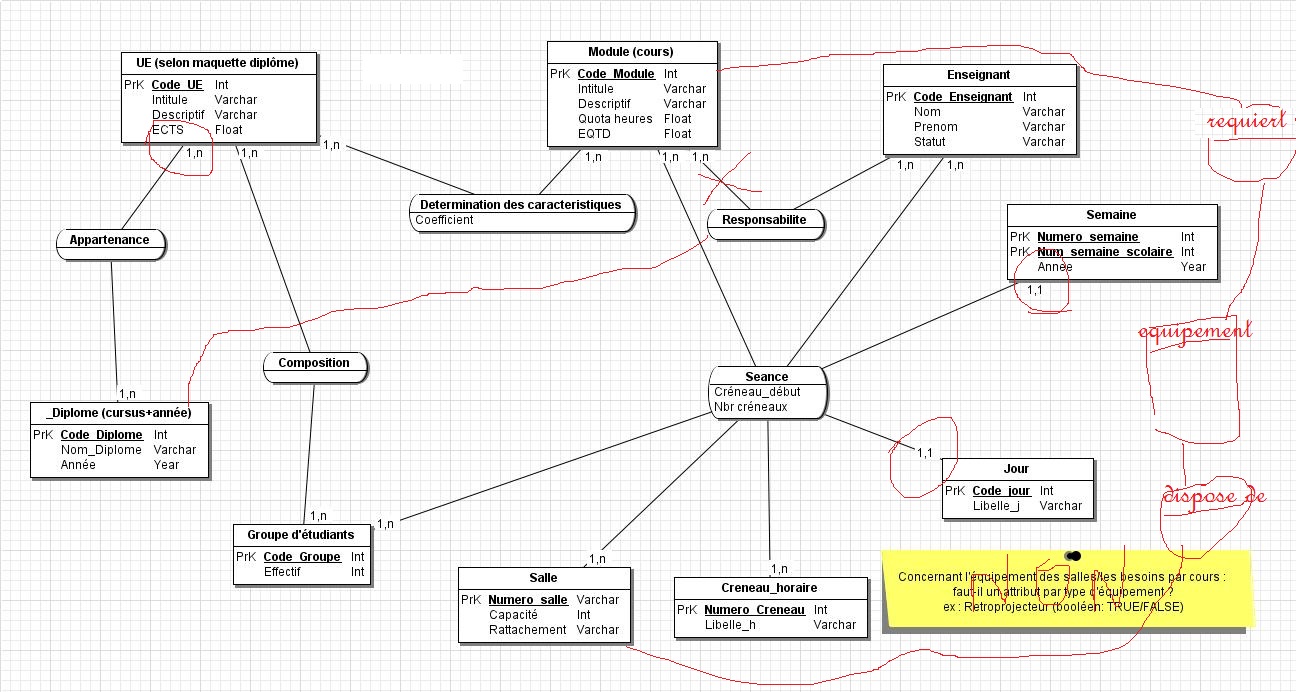 UE (selon maquette diplôme)
PrK Code_UE Int
Intitule Varchar
Descriptif Varchar
ECTS Float
1,n
1,n
1,n
Module (cours)
PrK Code_Module Int
Intitule Varchar
Descriptif Varchar
Quota heures Float
EQTD Float
1,n
1,n
1,n
Enseignant
PrK Code_Enseignant Int
Nom Varchar
Prenom Varchar
Statut Varchar
1,n
1,n
requiert
Determination des caracteristiques
Coefficient
Responsabilite
Appartenance
Semaine
PrK Numero_semaine Int
PrK Num_semaine_scolaire Int
Année Year
1,1
equipement
Composition
Seance
Créneau_début
Nbr créneaux
1,n
_Diplome (cursus+année)
PrK Code_Diplome Int
Nom_Diplome Varchar
Année Year
1,1
Jour
PrK Code_jour Int
Libelle_j Varchar
dispose de
1,n
1,n
Groupe d'étudiants
PrK Code_Groupe Int
Effectif Int
1,n
Salle
PrK Numero_salle Varchar
Capacité Int
Rattachement Varchar
1,n
Creneau_horaire
PrK Numero_Creneau Int
Libelle_h Varchar
Concernant l'équipement des salles/les besoins par cours :
faut-il un attribut par type d'équipement ?
ex : Retroprojecteur (booléen: TRUE/FALSE)
NON